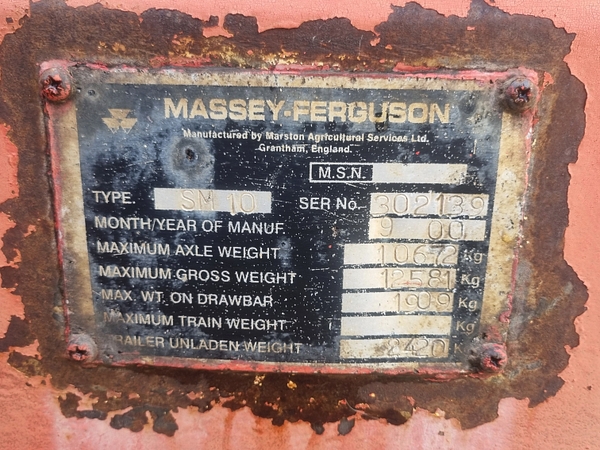 MASSEY-FERGUSON
Manufactured by Marston Agricultural Services Ltd.
Grantham, England.
M.S.N.
TYPE. SM 10 SER No. 302139
MONTH/YEAR OF MANUF. 9 00
MAXIMUM AXLE WEIGHT 10672 Kg
MAXIMUM GROSS WEIGHT 12581 Kg
MAX. WT. ON DRAWBAR 1909 Kg
MAXIMUM TRAIN WEIGHT Kg
TRAILER UNLADEN WEIGHT